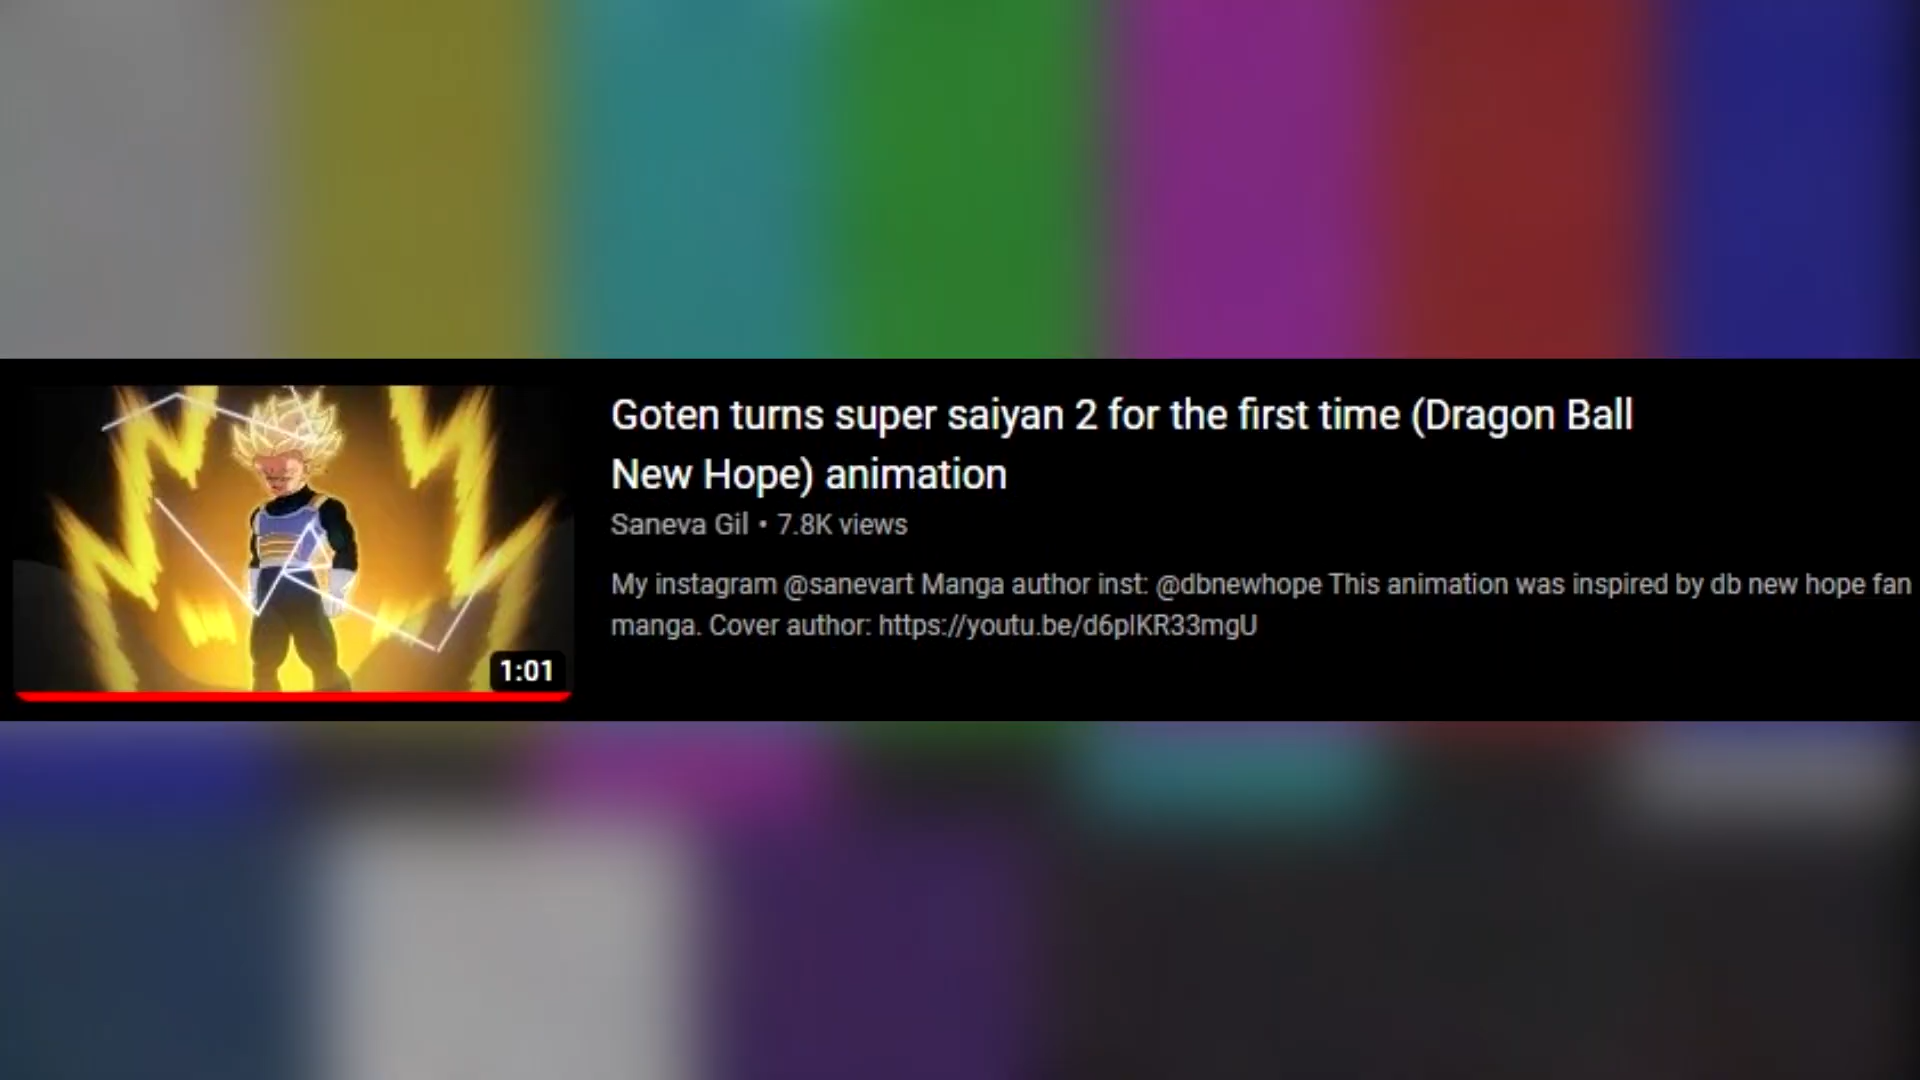 Goten turns super saiyan 2 for the first time (Dragon Ball
New Hope) animation
Saneva Gil • 7.8K views
My instagram @sanevart Manga author inst: @dbnewhope This animation was inspired by db new hope fan
manga. Cover author: https://youtu.be/d6plKR33mgU
1:01